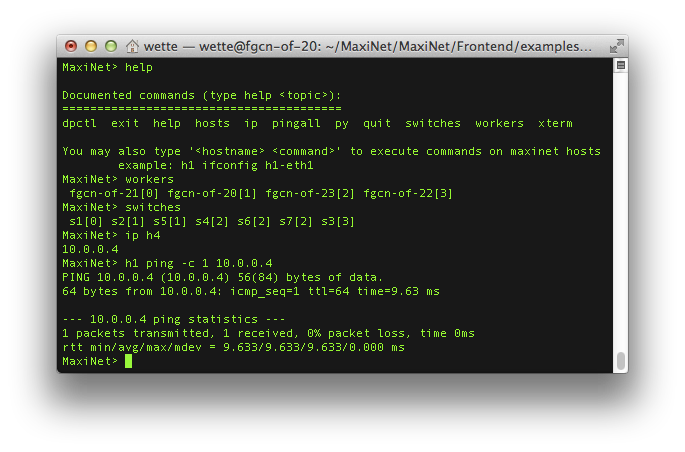 wette — wette@fgcn-of-20: ~/MaxiNet/MaxiNet/Frontend/examples…
MaxiNet> help
Documented commands (type help <topic>):
========================================
dpctl  exit  help  hosts  ip  pingall  py  quit  switches  workers  xterm
You may also type '<hostname> <command>' to execute commands on maxinet hosts
        example: h1 ifconfig h1-eth1
MaxiNet> workers
 fgcn-of-21[0] fgcn-of-20[1] fgcn-of-23[2] fgcn-of-22[3]
MaxiNet> switches
 s1[0] s2[1] s5[1] s4[2] s6[2] s7[2] s3[3]
MaxiNet> ip h4
10.0.0.4
MaxiNet> h1 ping -c 1 10.0.0.4
PING 10.0.0.4 (10.0.0.4) 56(84) bytes of data.
64 bytes from 10.0.0.4: icmp_seq=1 ttl=64 time=9.63 ms
--- 10.0.0.4 ping statistics ---
1 packets transmitted, 1 received, 0% packet loss, time 0ms
rtt min/avg/max/mdev = 9.633/9.633/9.633/0.000 ms
MaxiNet>